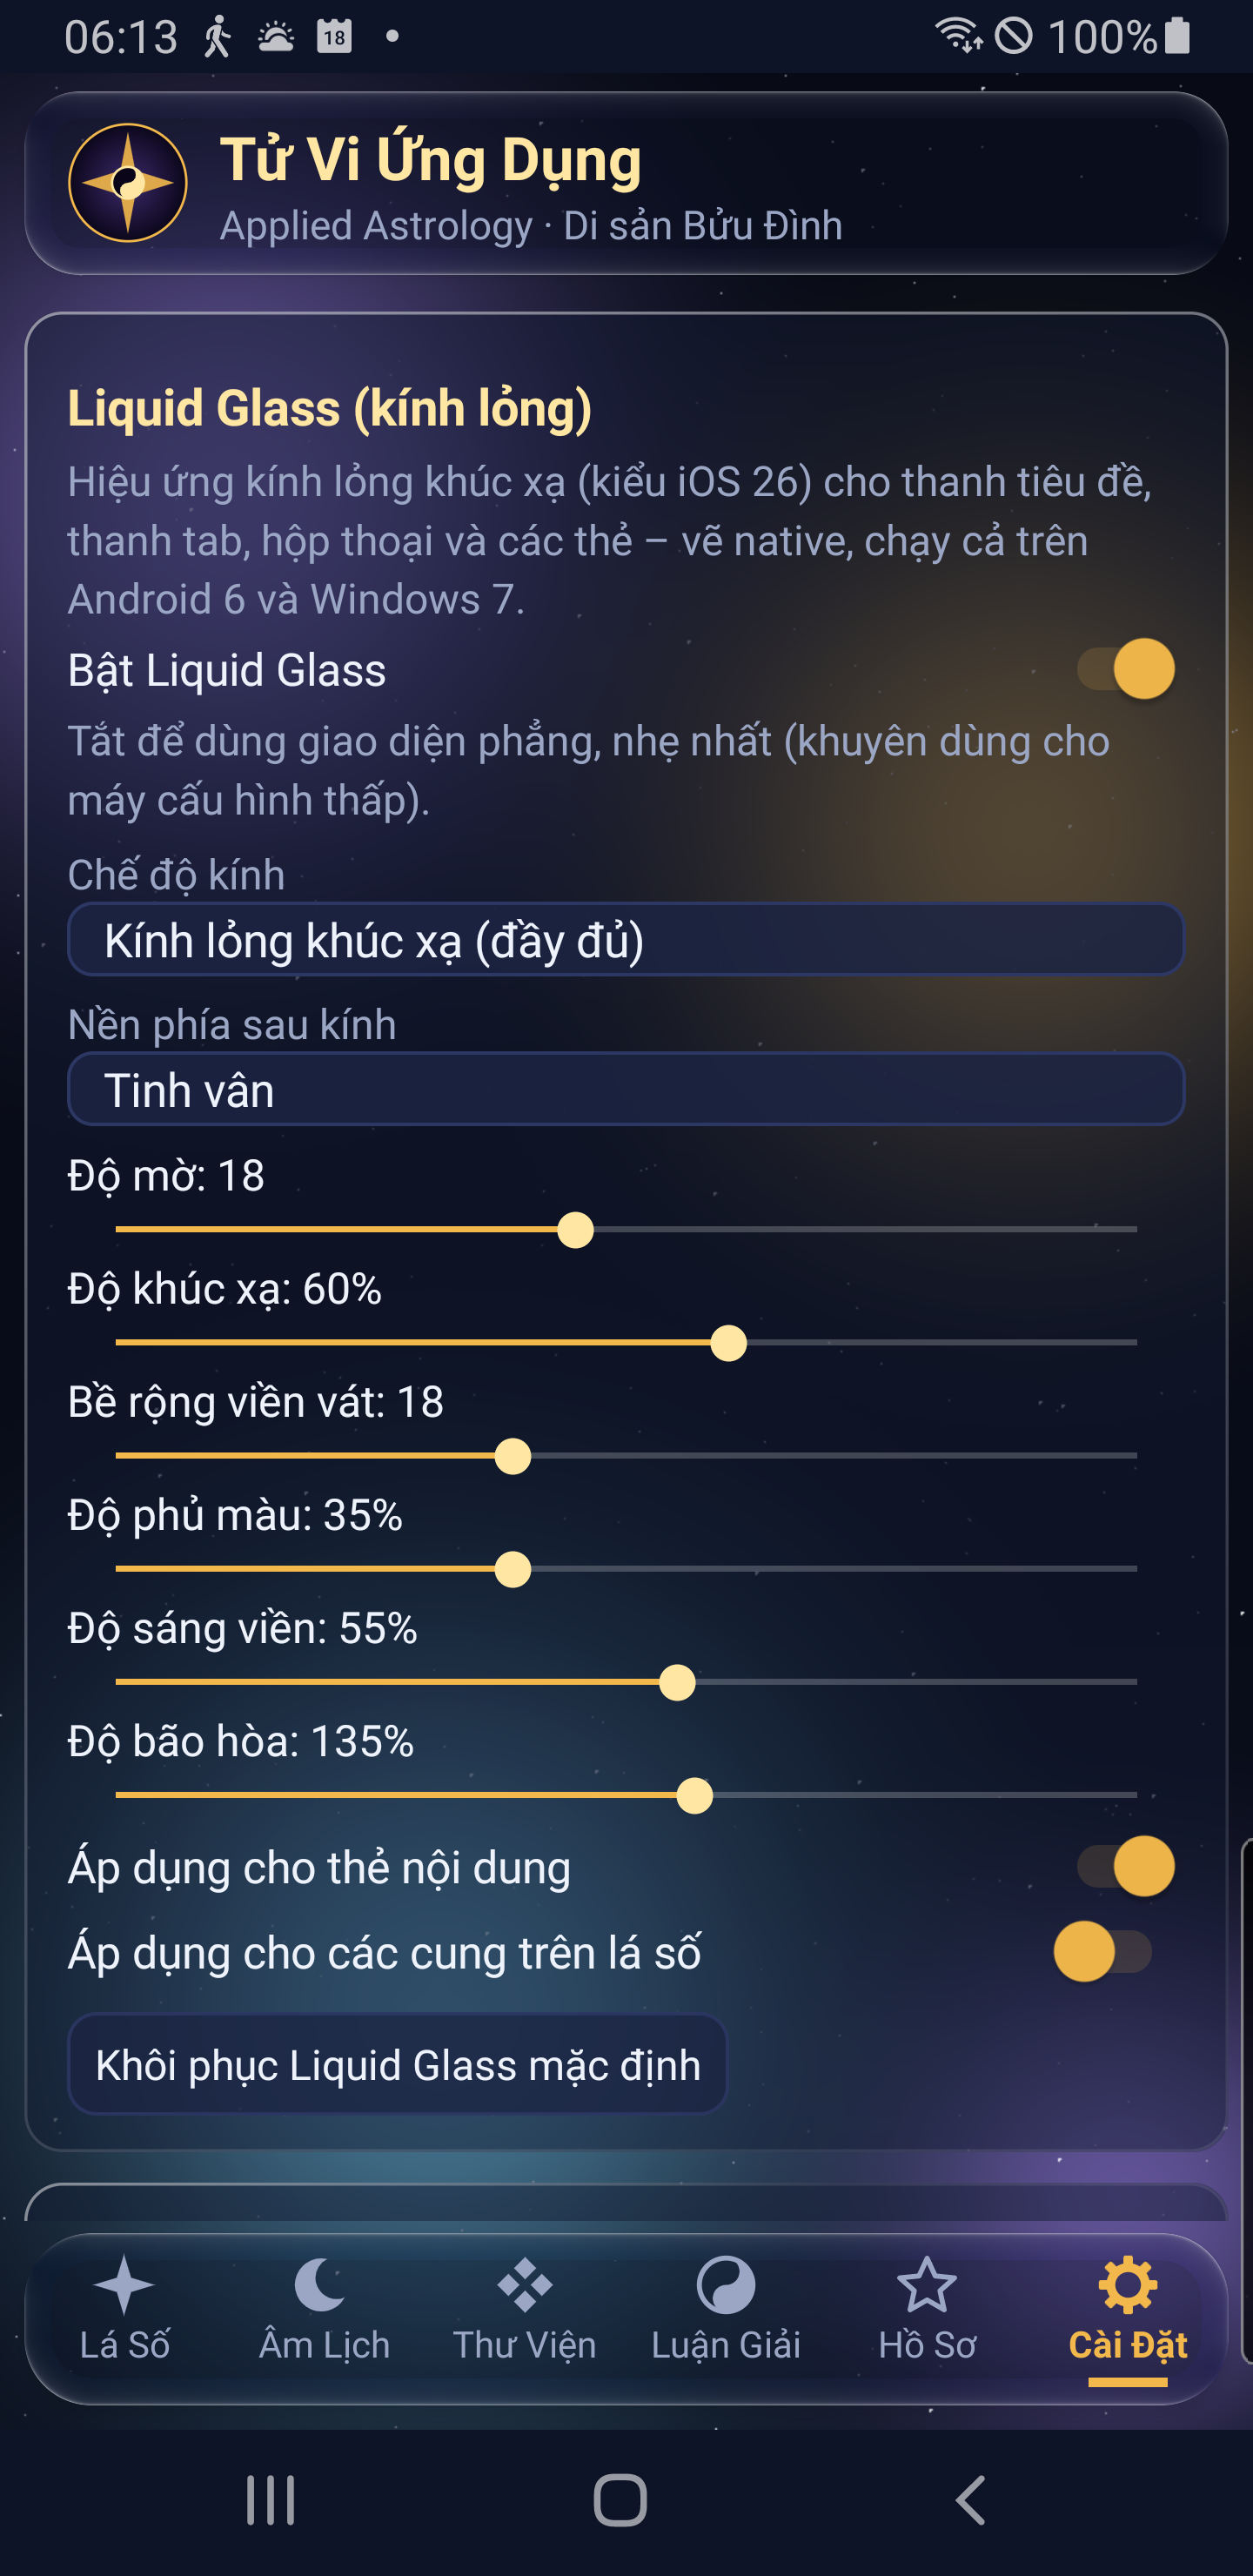 06:13
18
100%
Tử Vi Ứng Dụng
Applied Astrology · Di sản Bửu Đình
Liquid Glass (kính lỏng)
Hiệu ứng kính lỏng khúc xạ (kiểu iOS 26) cho thanh tiêu đề,
thanh tab, hộp thoại và các thẻ – vẽ native, chạy cả trên
Android 6 và Windows 7.
Bật Liquid Glass
Tắt để dùng giao diện phẳng, nhẹ nhất (khuyên dùng cho
máy cấu hình thấp).
Chế độ kính
Kính lỏng khúc xạ (đầy đủ)
Nền phía sau kính
Tinh vân
Độ mờ: 18
Độ khúc xạ: 60%
Bề rộng viền vát: 18
Độ phủ màu: 35%
Độ sáng viền: 55%
Độ bão hòa: 135%
Áp dụng cho thẻ nội dung
Áp dụng cho các cung trên lá số
Khôi phục Liquid Glass mặc định
Lá Số
Âm Lịch
Thư Viện
Luận Giải
Hồ Sơ
Cài Đặt